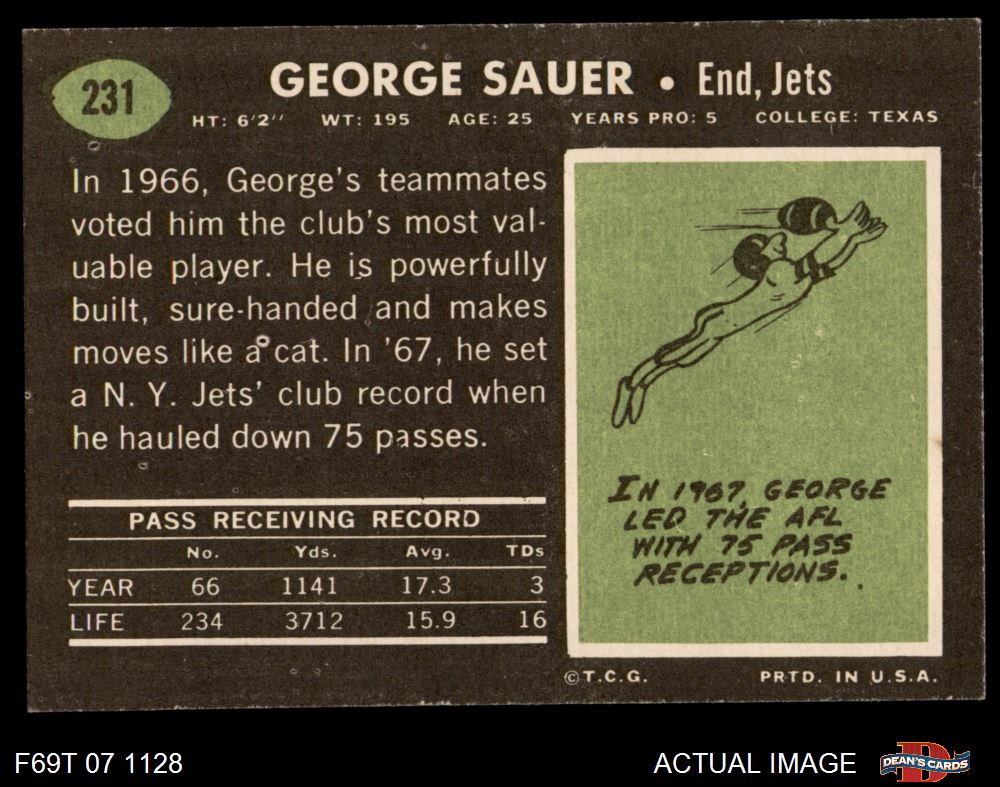 231
GEORGE SAUER • End, Jets
HT: 6'2" WT: 195 AGE: 25 YEARS PRO: 5 COLLEGE: TEXAS
In 1966, George's teammates
voted him the club's most val-
uable player. He is powerfully
built, sure-handed and makes
moves like a cat. In '67, he set
a N. Y. Jets' club record when
he hauled down 75 passes.
PASS RECEIVING RECORD
No. Yds. Avg. TDs
YEAR 66 1141 17.3 3
LIFE 234 3712 15.9 16
IN 1967, GEORGE
LED THE AFL
WITH 75 PASS
RECEPTIONS.
©T.C.G. PRTD. IN U.S.A.
F69T 07 1128
ACTUAL IMAGE
D
DEAN'S CARDS